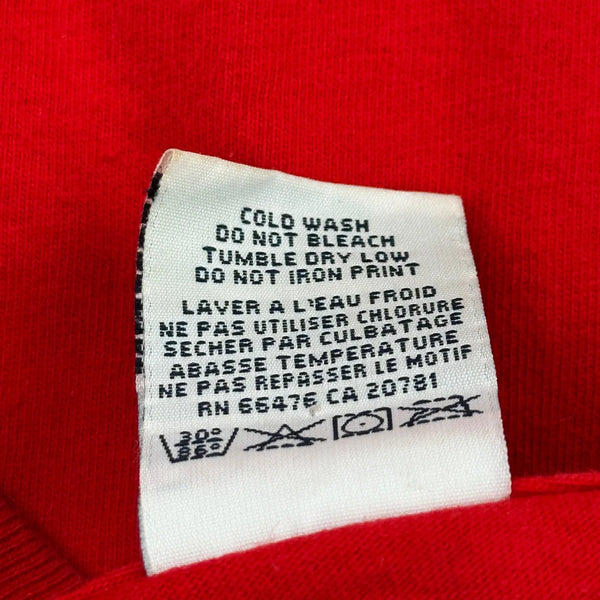 COLD WASH
DO NOT BLEACH
TUMBLE DRY LOW
DO NOT IRON PRINT
LAVER A L'EAU FROID
NE PAS UTILISER CHLORURE
SECHER PAR CULBATAGE
ABASSE TEMPERATURE
NE PAS REPASSER LE MOTIF
RN 66476 CA 20781
30°
86°